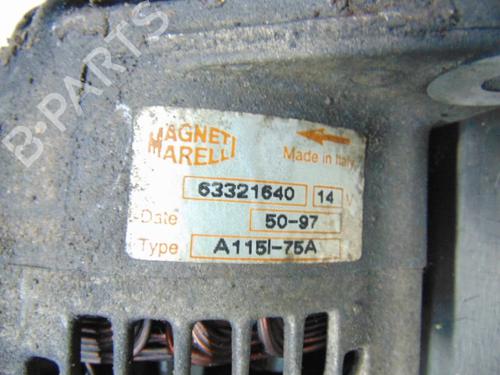 B-PARTS
MAGNETI
MARELLI
Made in Italy
63321640 14 V
Date 50-97
Type A115I-75A